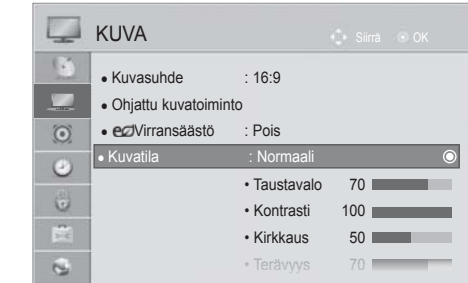 KUVA Siirrä OK
• Kuvasuhde : 16:9
• Ohjattu kuvatoiminto
• eco Virransäästö : Pois
• Kuvatila : Normaali
• Taustavalo 70
• Kontrasti 100
• Kirkkaus 50
• Terävyys 70